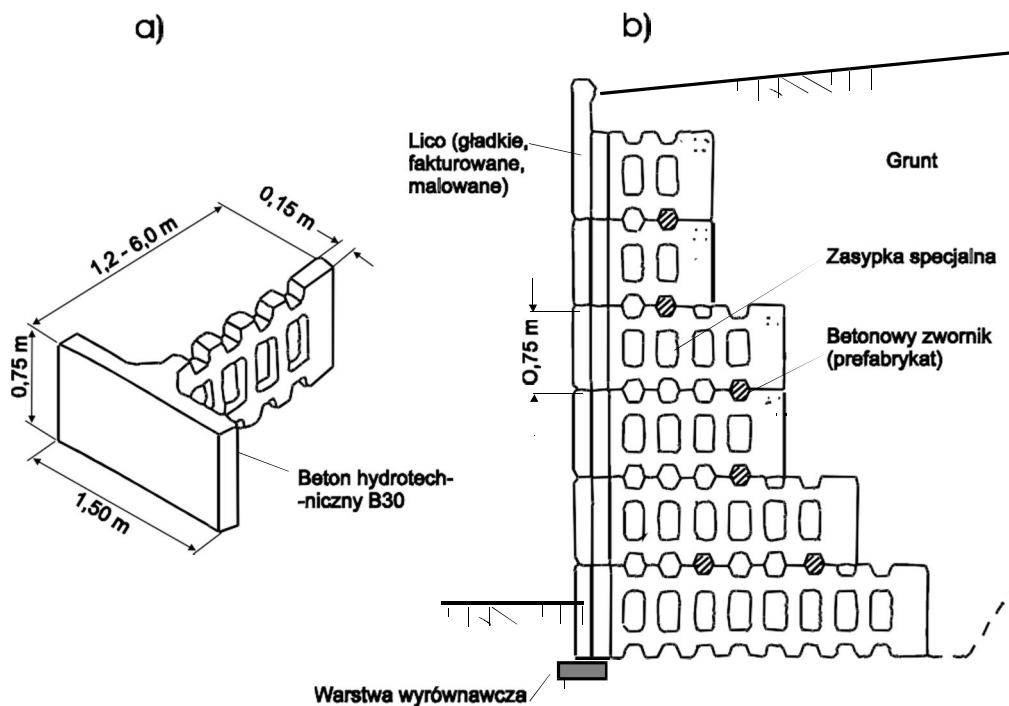 a)
1,2 - 6,0 m
0,15 m
0,75 m
1,50 m
Beton hydrotech-
-niczny B30
b)
Lico (gładkie,
fakturowane,
malowane)
Grunt
Zasypka specjalna
0,75 m
Betonowy zwornik
(prefabrykat)
Warstwa wyrównawcza